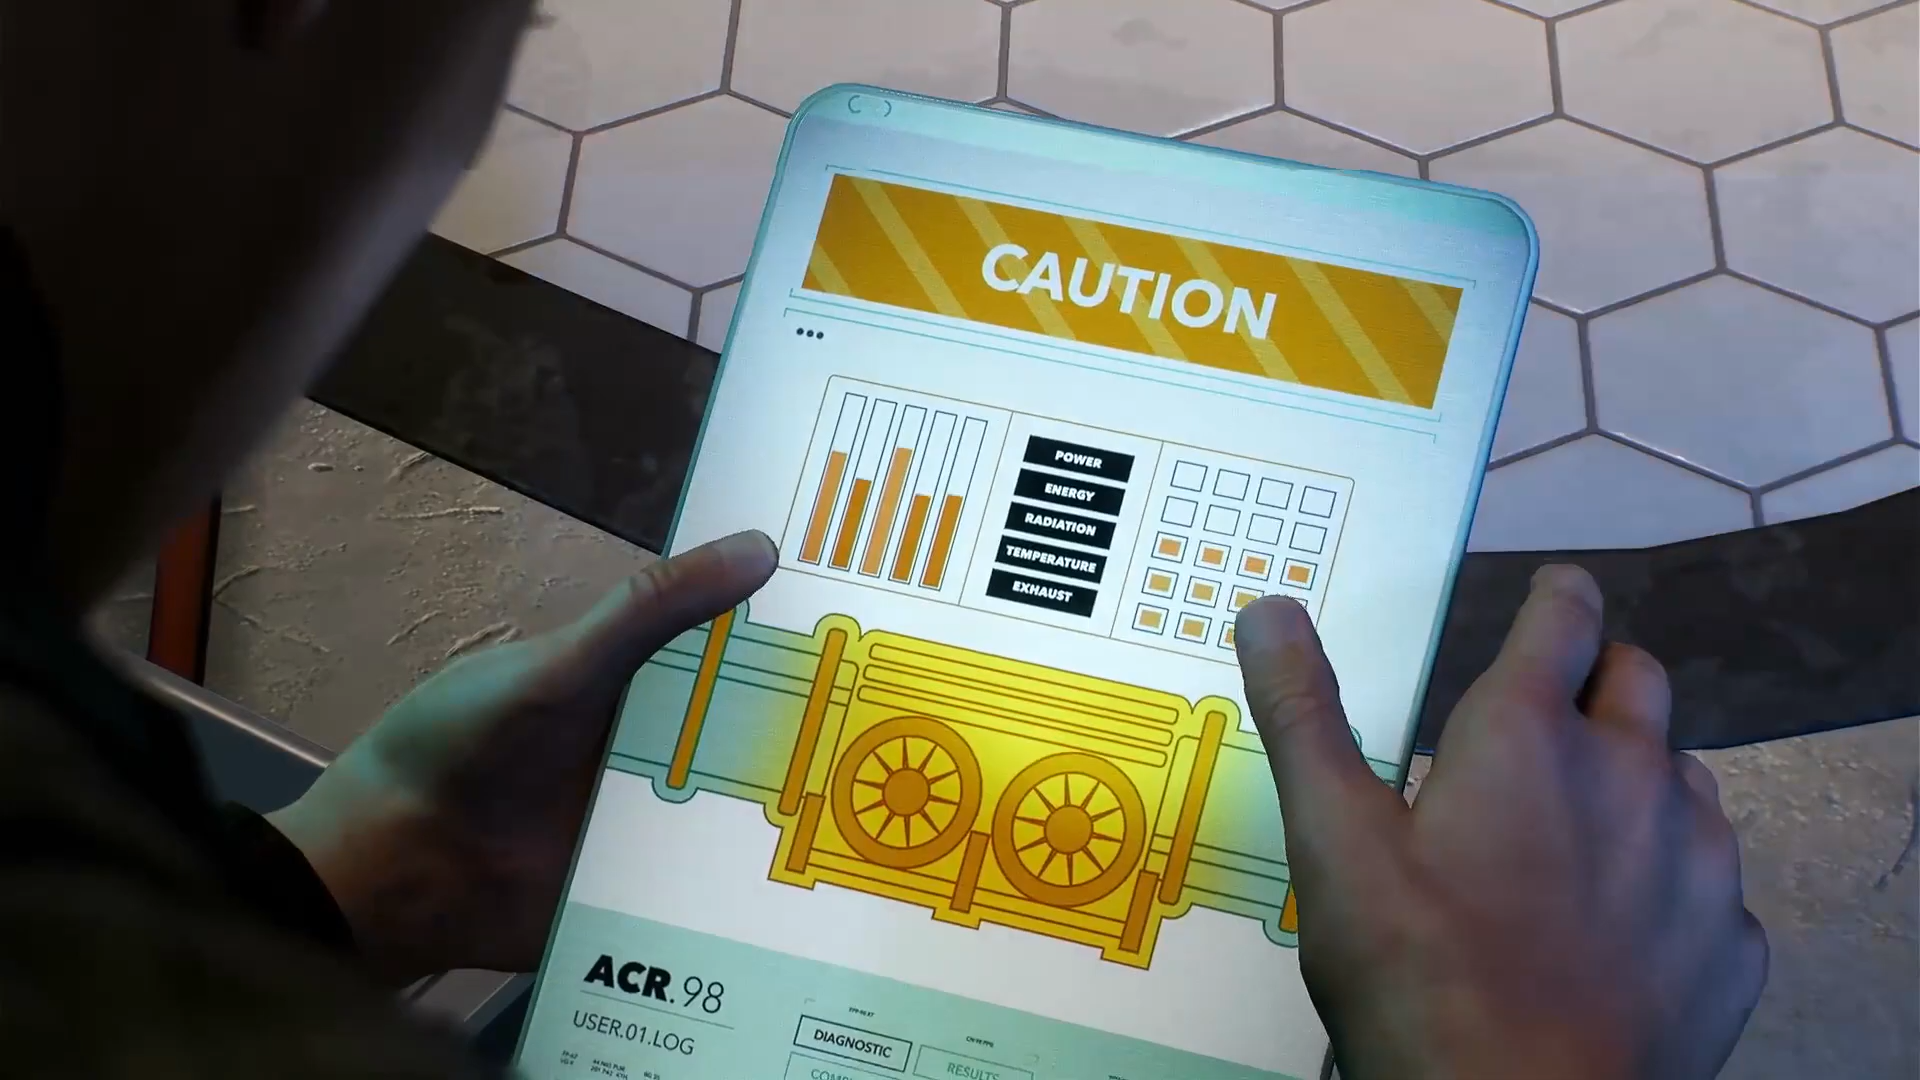 CAUTION
POWER
ENERGY
RADIATION
TEMPERATURE
EXHAUST
ACR.98
USER.01.LOG
DIAGNOSTIC
RESULTS